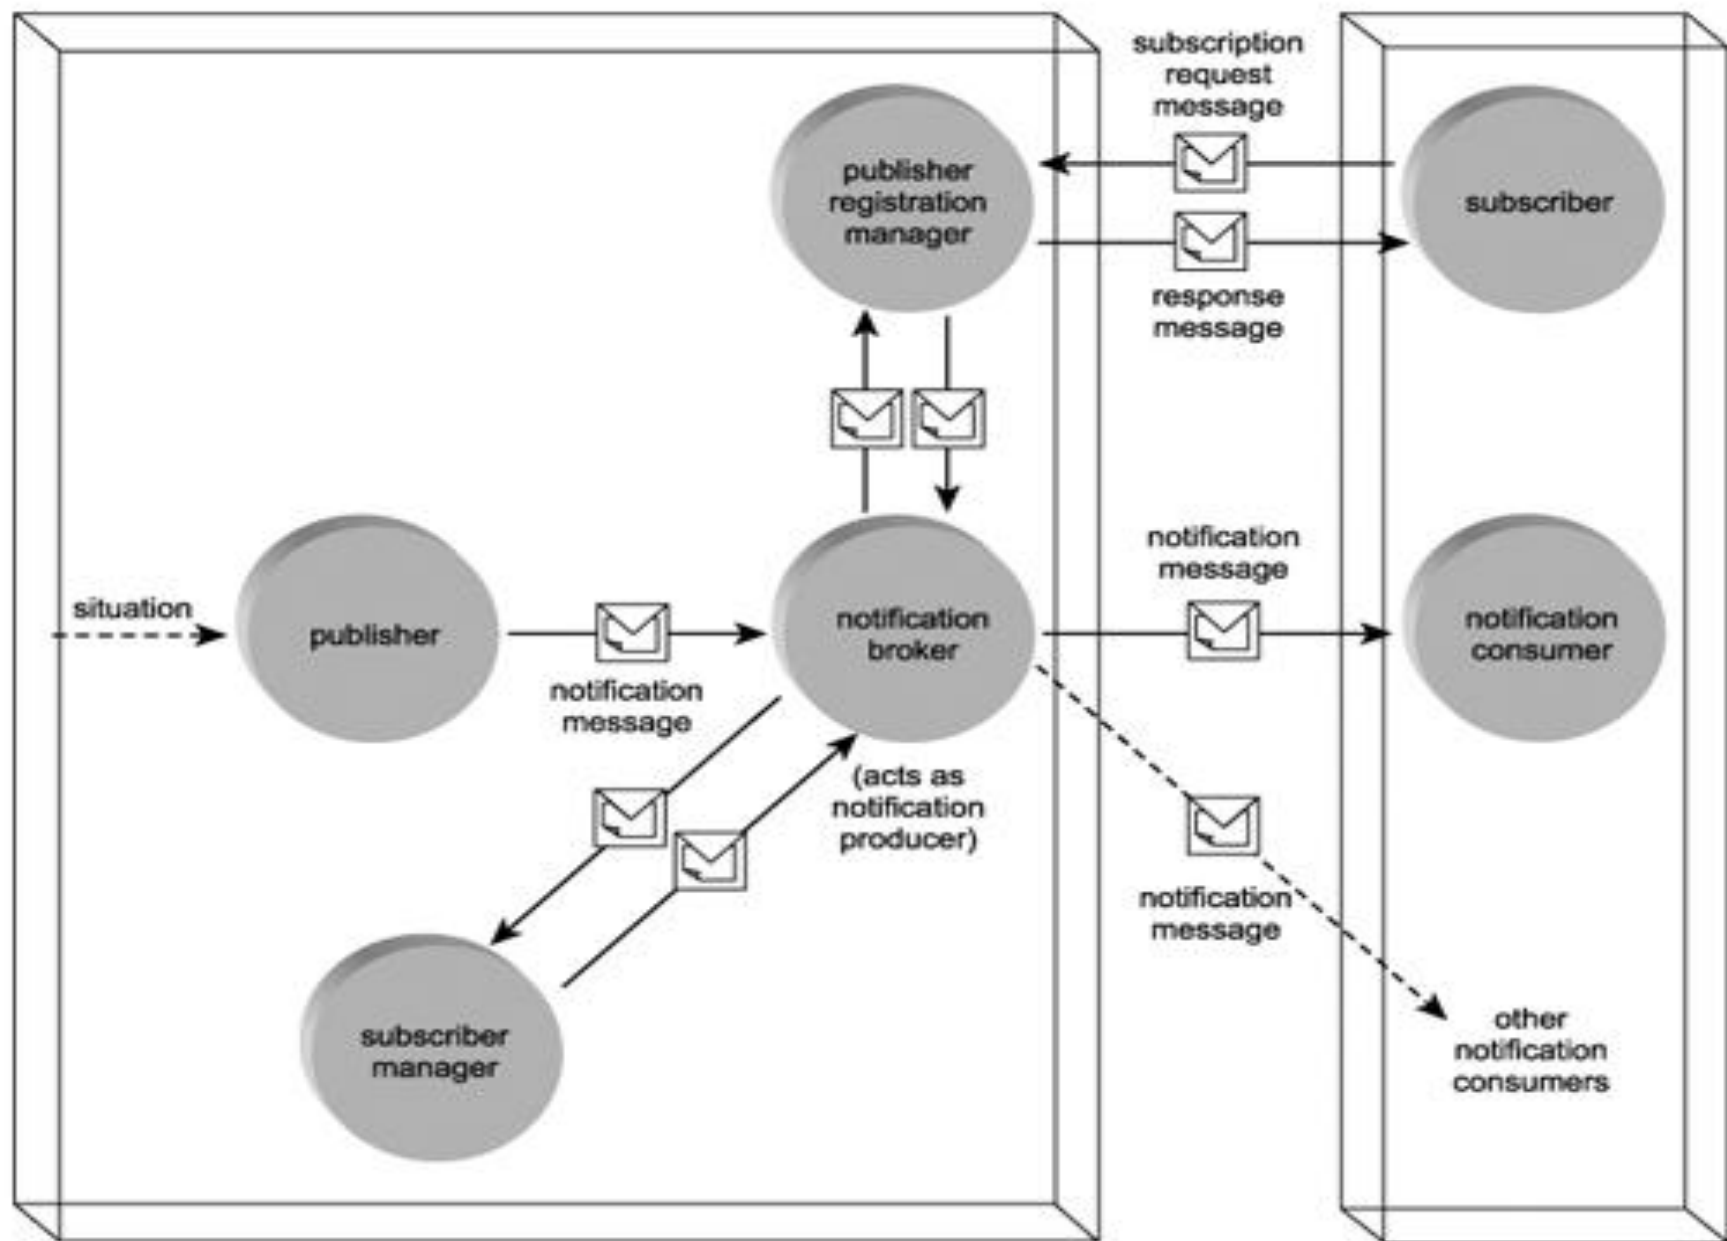 subscription
request
message
publisher
registration
manager
subscriber
response
message
situation
publisher
notification
message
notification
broker
(acts as
notification
producer)
notification
message
notification
consumer
notification
message
subscriber
manager
other
notification
consumers